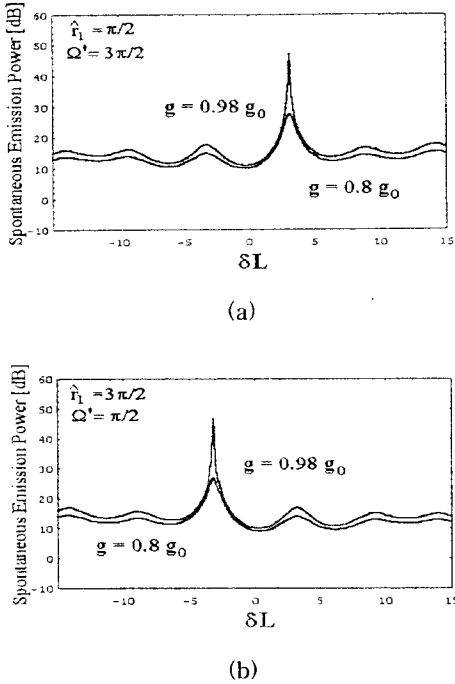 Spontaneous Emission Power [dB]
60
50
40
30
20
10
0
-10
r̂₁ = π/2
Ω' = 3π/2
g = 0.98 g₀
g = 0.8 g₀
-10 -5 0 5 10 15
δL
(a)
Spontaneous Emission Power [dB]
60
50
40
30
20
10
0
-10
r̂₁ = 3π/2
Ω' = π/2
g = 0.98 g₀
g = 0.8 g₀
-10 -5 0 5 10 15
δL
(b)